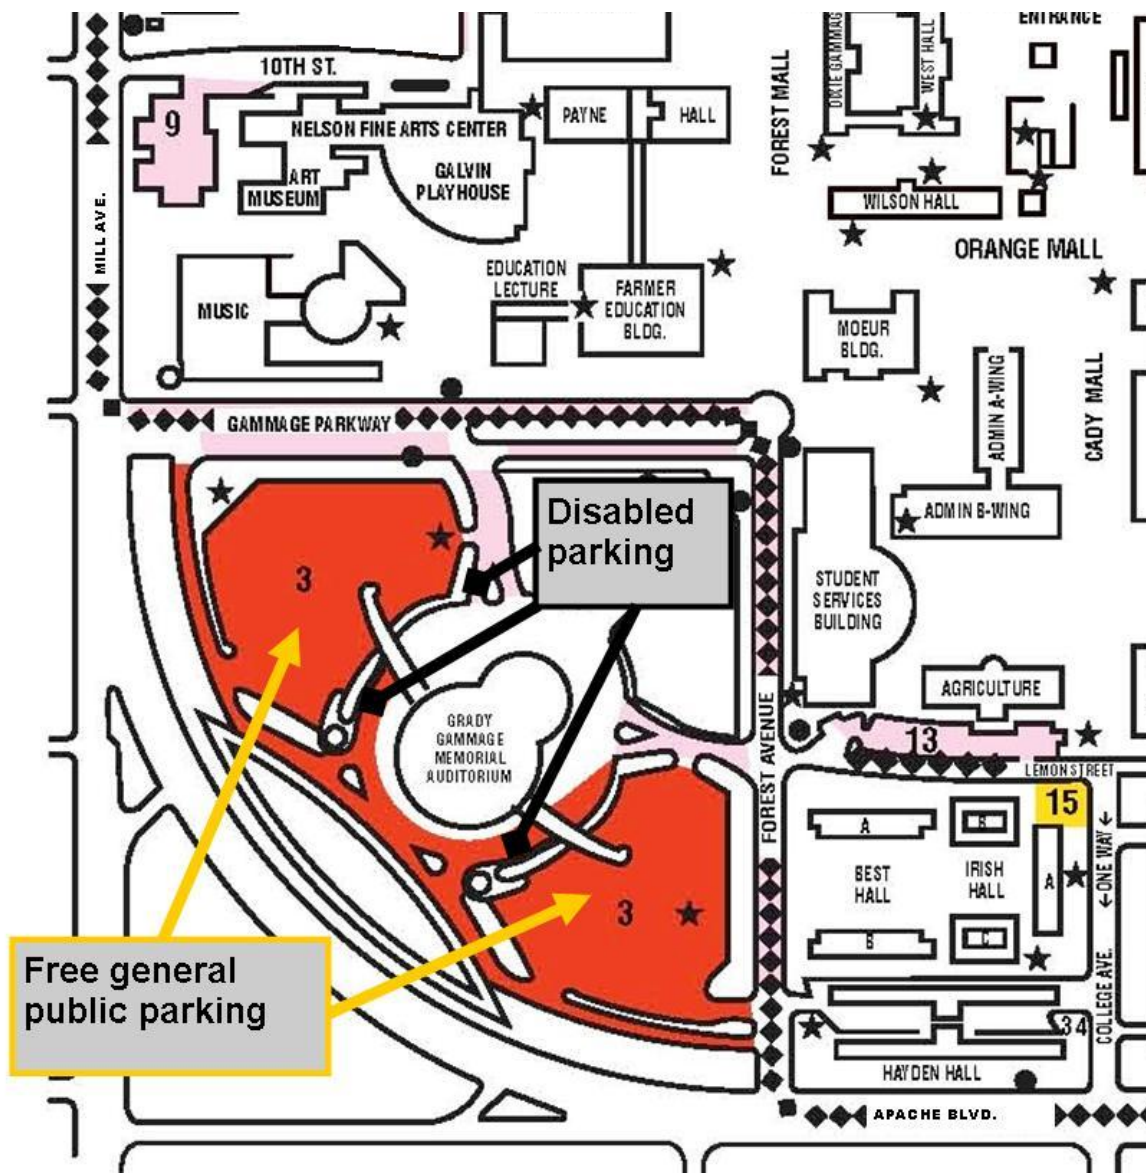 ENTRANCE
10TH ST.
9
NELSON FINE ARTS CENTER
ART
MUSEUM
GALVIN
PLAYHOUSE
PAYNE
HALL
FOREST MALL
DIXIE GAMMAG
WEST HALL
WILSON HALL
ORANGE MALL
MILL AVE.
MUSIC
EDUCATION
LECTURE
FARMER
EDUCATION
BLDG.
MOEUR
BLDG.
ADMIN A-WING
CADY MALL
GAMMAGE PARKWAY
ADMIN B-WING
Disabled
parking
3
STUDENT
SERVICES
BUILDING
AGRICULTURE
GRADY
GAMMAGE
MEMORIAL
AUDITORIUM
FOREST AVENUE
13
LEMON STREET
15
A
B
BEST
HALL
IRISH
HALL
A
B
C
ONE WAY
COLLEGE AVE.
3
Free general
public parking
34
HAYDEN HALL
APACHE BLVD.